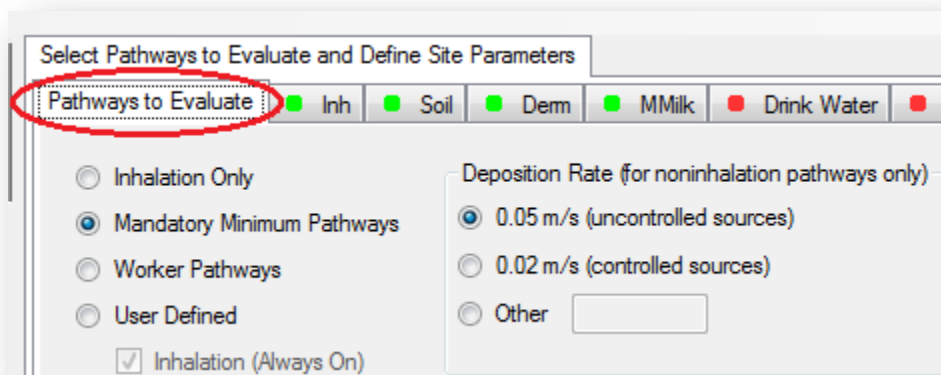 Select Pathways to Evaluate and Define Site Parameters
Pathways to Evaluate Inh Soil Derm MMilk Drink Water
Inhalation Only
Mandatory Minimum Pathways
Worker Pathways
User Defined
Inhalation (Always On)
Deposition Rate (for noninhalation pathways only)
0.05 m/s (uncontrolled sources)
0.02 m/s (controlled sources)
Other